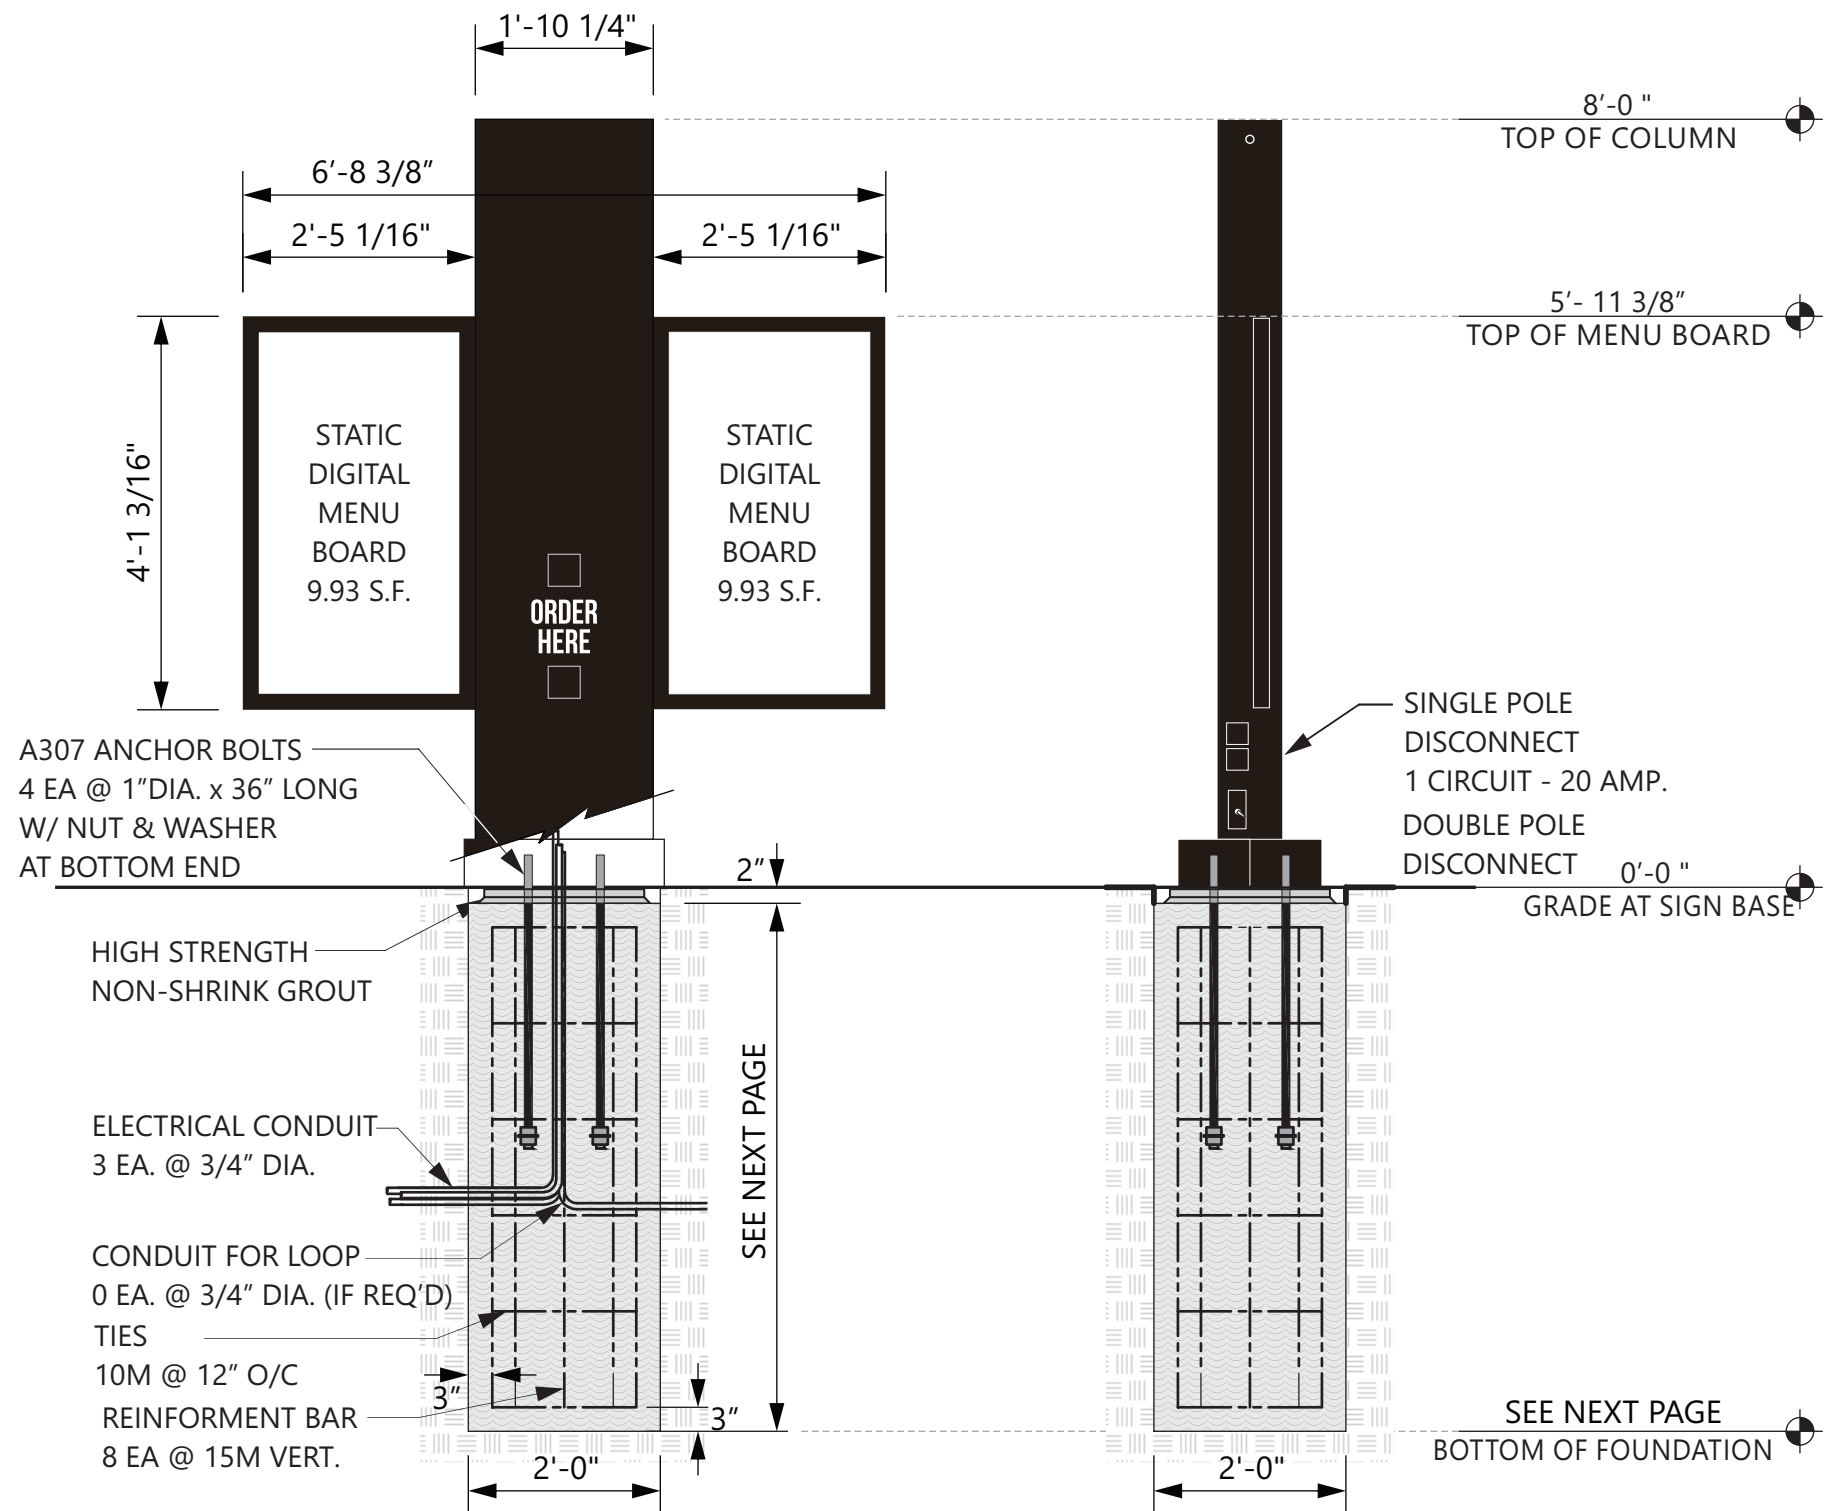 1'-10 1/4"
8’-0 "
TOP OF COLUMN
6’-8 3/8”
2'-5 1/16"
2'-5 1/16"
5’- 11 3/8”
TOP OF MENU BOARD
4'-1 3/16"
STATIC
DIGITAL
MENU
BOARD
9.93 S.F.
STATIC
DIGITAL
MENU
BOARD
9.93 S.F.
ORDER
HERE
A307 ANCHOR BOLTS
4 EA @ 1”DIA. x 36” LONG
W/ NUT & WASHER
AT BOTTOM END
SINGLE POLE
DISCONNECT
1 CIRCUIT - 20 AMP.
DOUBLE POLE
DISCONNECT
2”
0’-0 "
GRADE AT SIGN BASE
HIGH STRENGTH
NON-SHRINK GROUT
ELECTRICAL CONDUIT
3 EA. @ 3/4” DIA.
SEE NEXT PAGE
CONDUIT FOR LOOP
0 EA. @ 3/4” DIA. (IF REQ’D)
TIES
10M @ 12” O/C
3”
REINFORMENT BAR
8 EA @ 15M VERT.
3”
SEE NEXT PAGE
BOTTOM OF FOUNDATION
2'-0"
2'-0"